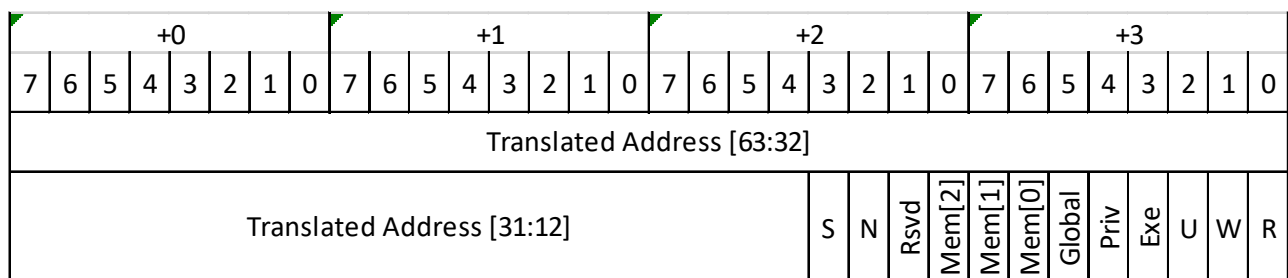 +0 +1 +2 +3
7 6 5 4 3 2 1 0 7 6 5 4 3 2 1 0 7 6 5 4 3 2 1 0 7 6 5 4 3 2 1 0
Translated Address [63:32]
Translated Address [31:12] S N Rsvd Mem[2] Mem[1] Mem[0] Global Priv Exe U W R